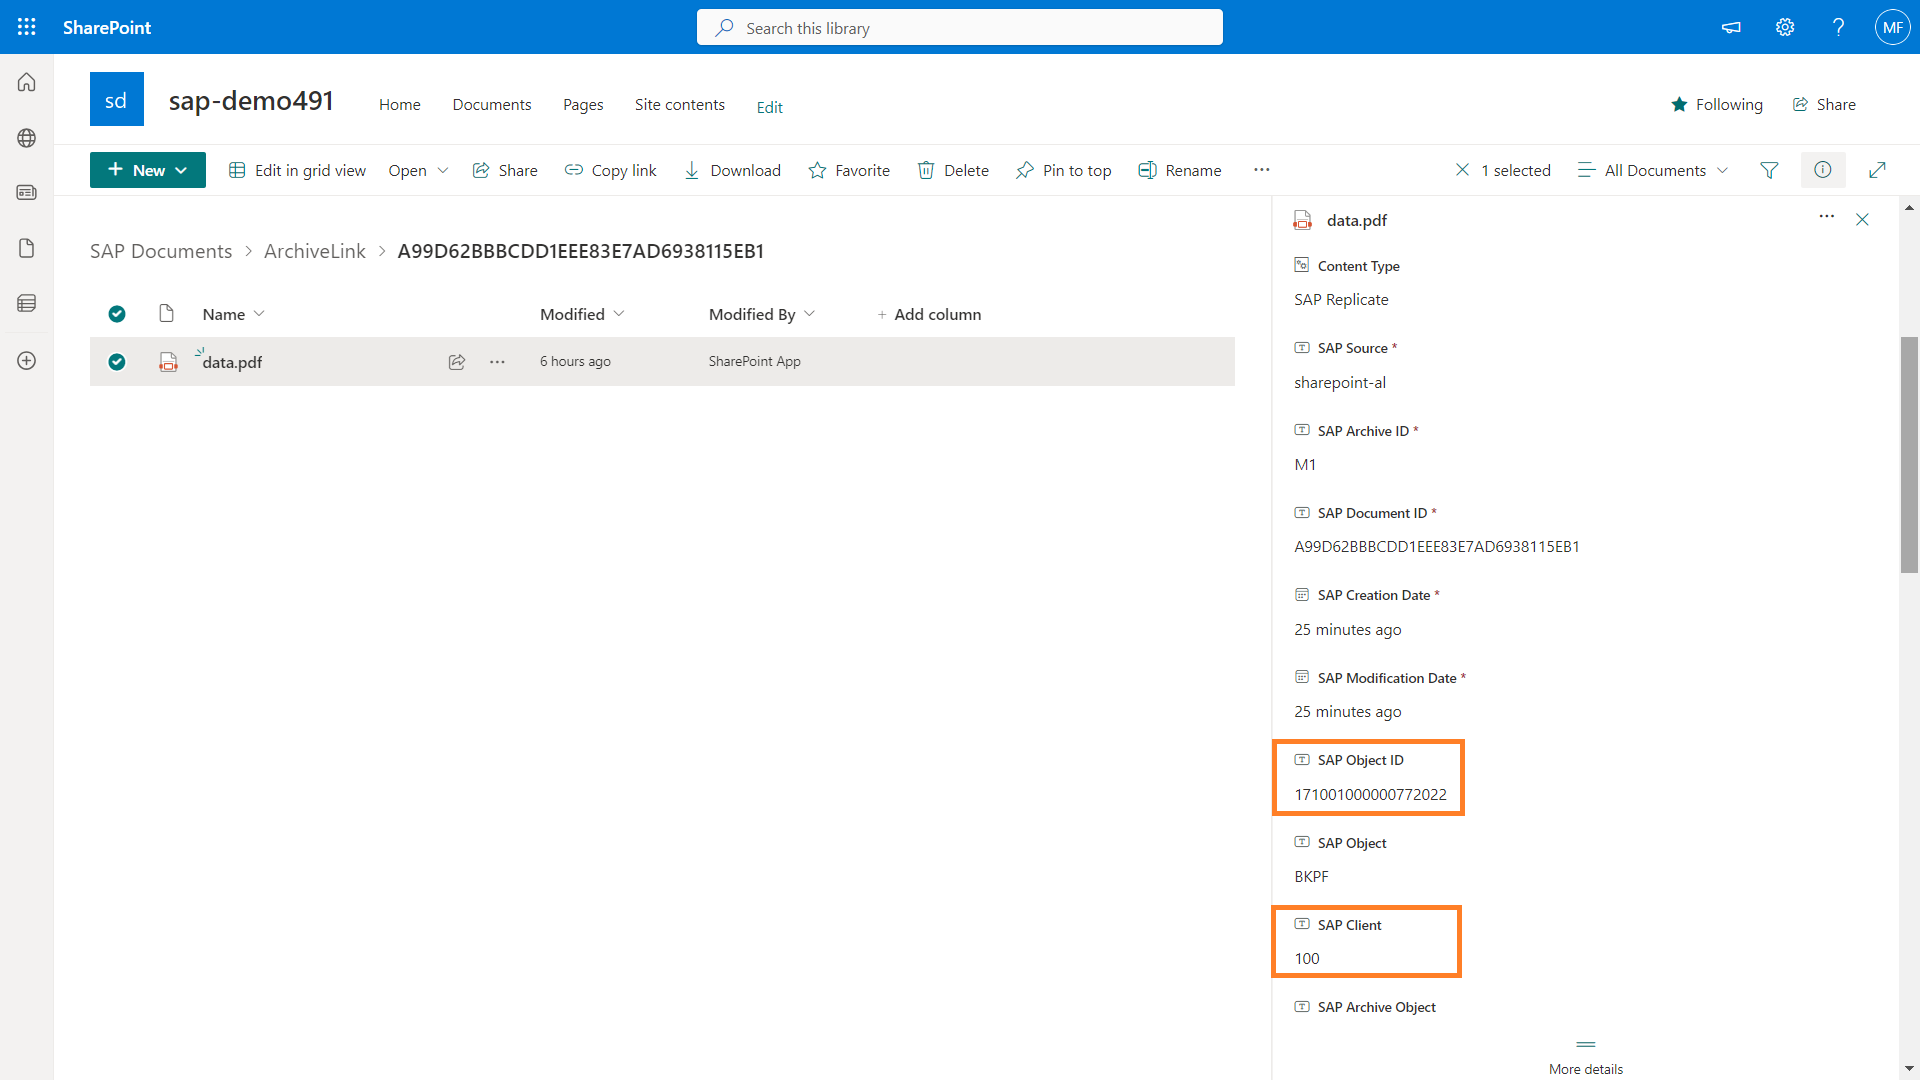 SharePoint
Search this library
MF
sd
sap-demo491
Home
Documents
Pages
Site contents
Edit
Following
Share
New
Edit in grid view
Open
Share
Copy link
Download
Favorite
Delete
Pin to top
Rename
1 selected
All Documents
SAP Documents > ArchiveLink > A99D62BBBCDD1EEE83E7AD6938115EB1
Name
Modified
Modified By
+ Add column
data.pdf
6 hours ago
SharePoint App
data.pdf
Content Type
SAP Replicate
SAP Source *
sharepoint-al
SAP Archive ID *
M1
SAP Document ID *
A99D62BBBCDD1EEE83E7AD6938115EB1
SAP Creation Date *
25 minutes ago
SAP Modification Date *
25 minutes ago
SAP Object ID
171001000000772022
SAP Object
BKPF
SAP Client
100
SAP Archive Object
More details